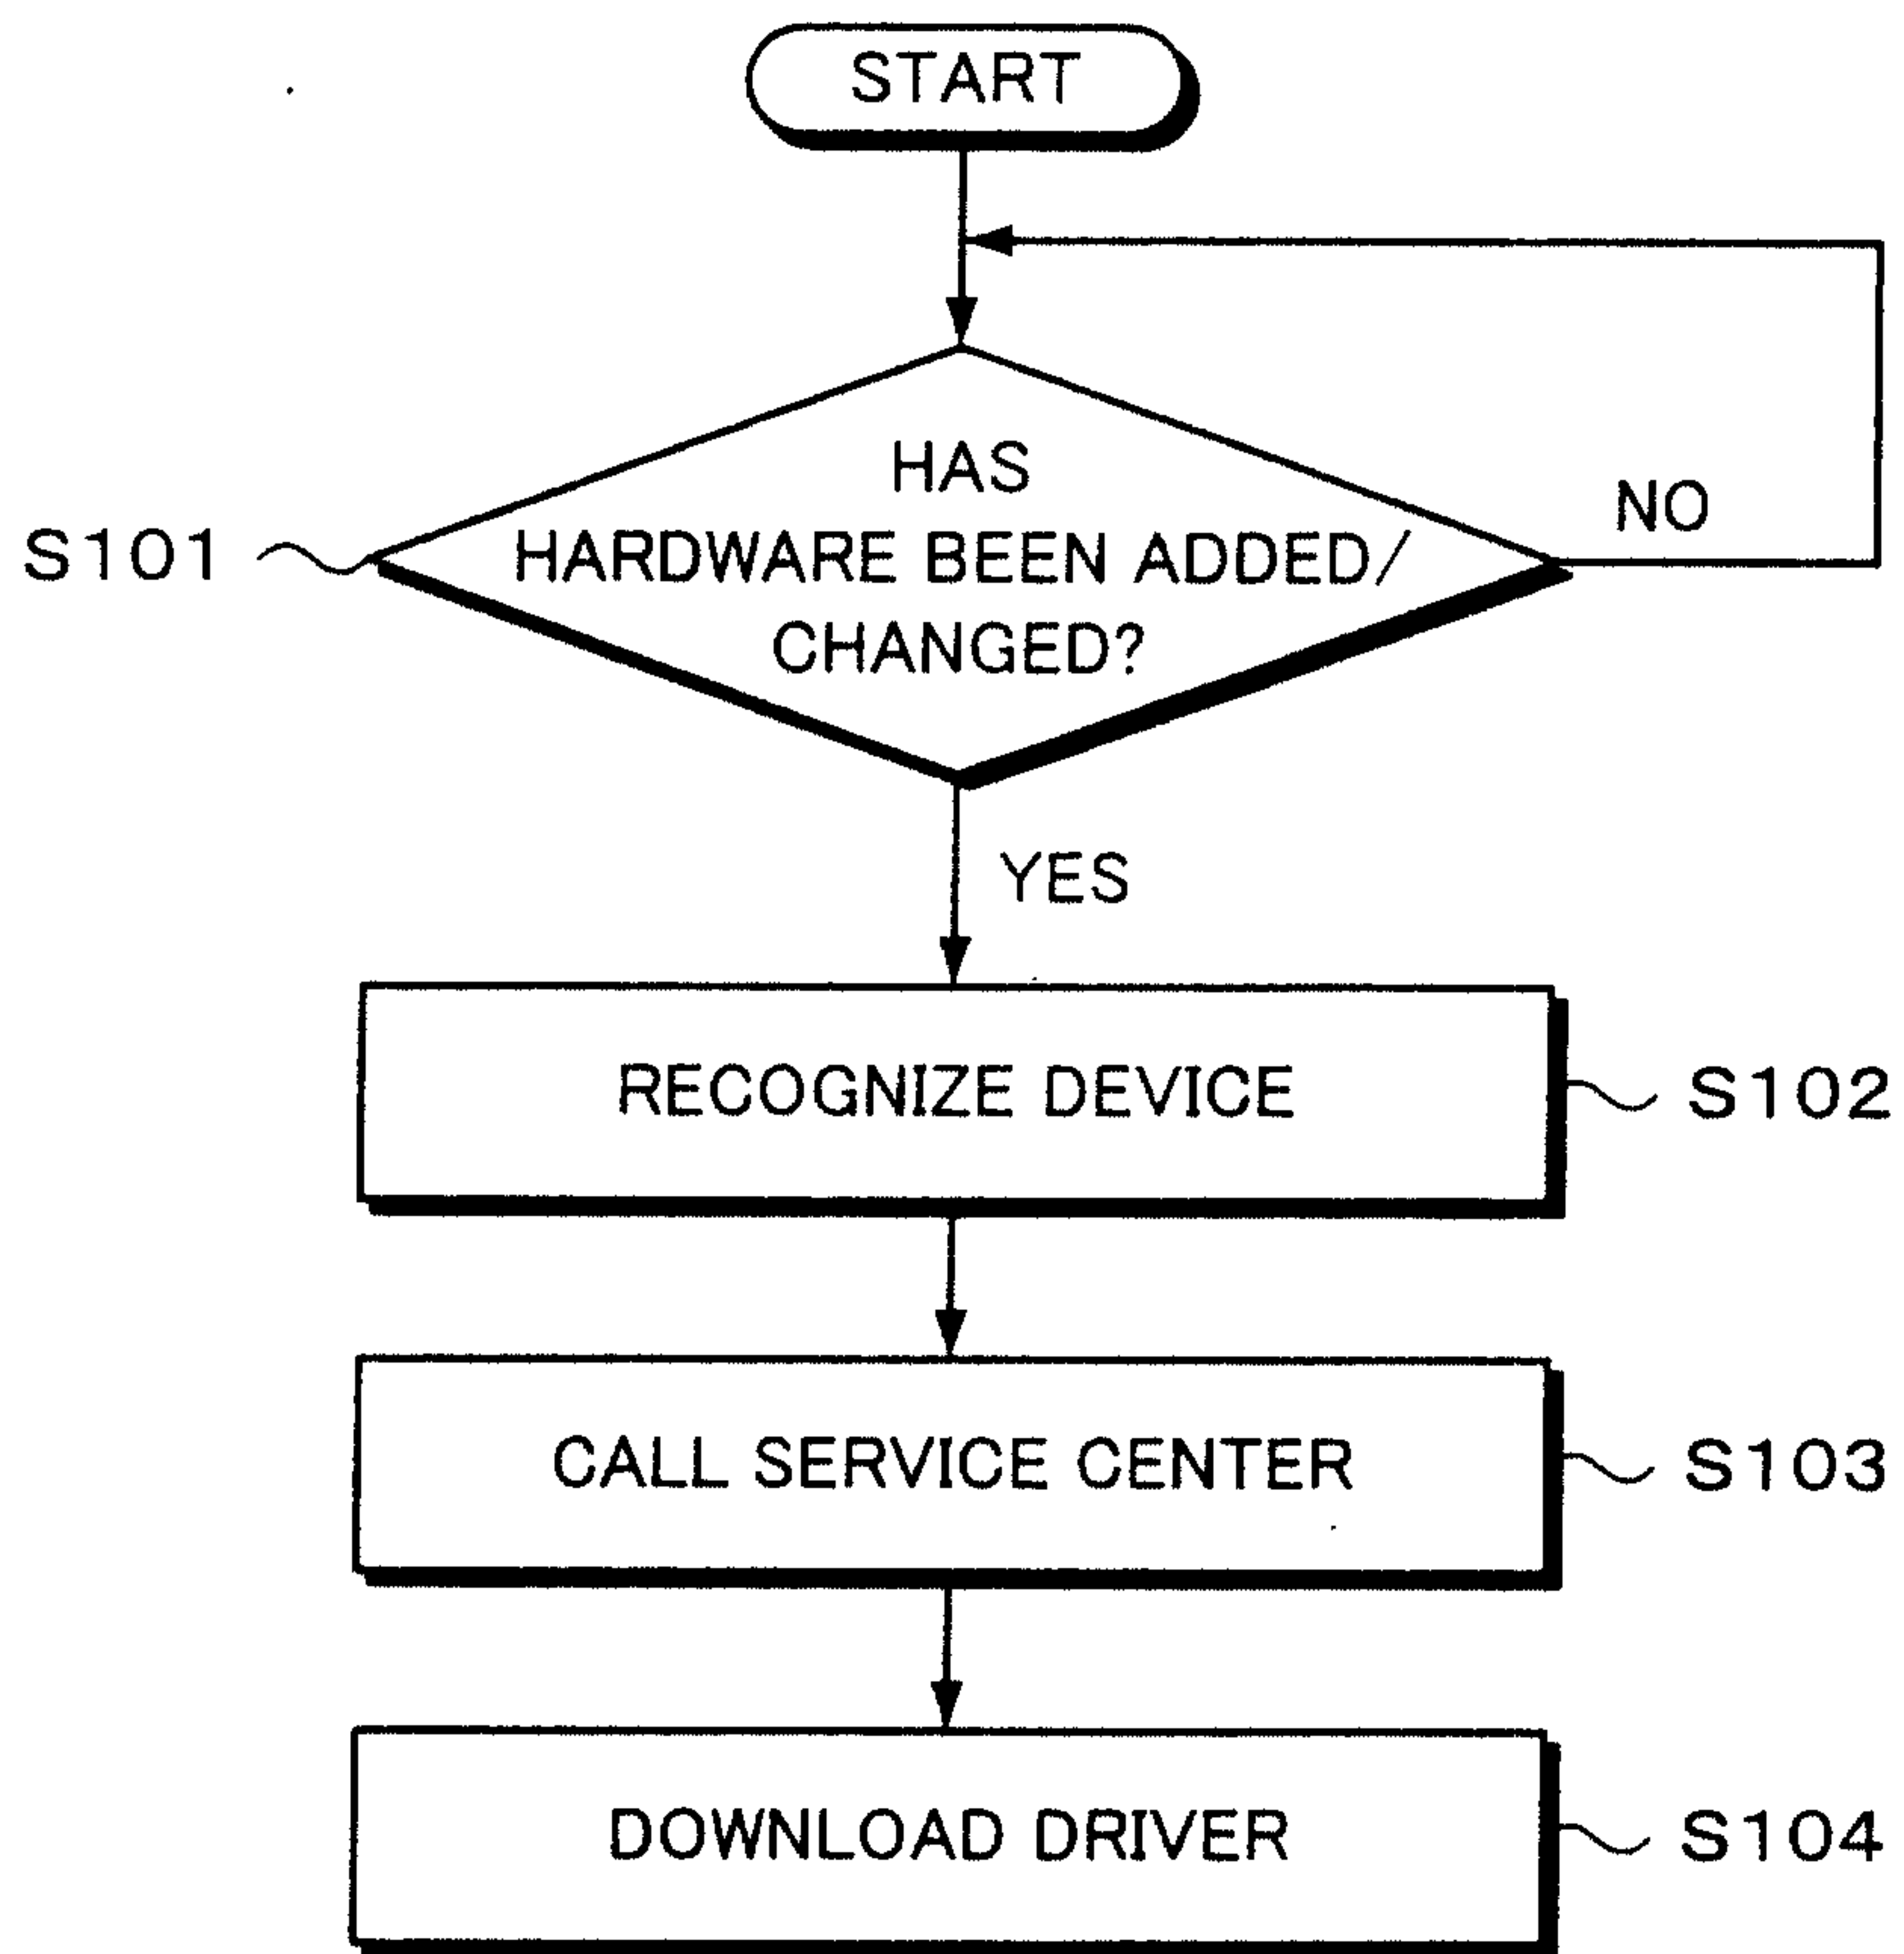 START
HAS
HARDWARE BEEN ADDED/
CHANGED?
S101
NO
YES
RECOGNIZE DEVICE
S102
CALL SERVICE CENTER
S103
DOWNLOAD DRIVER
S104